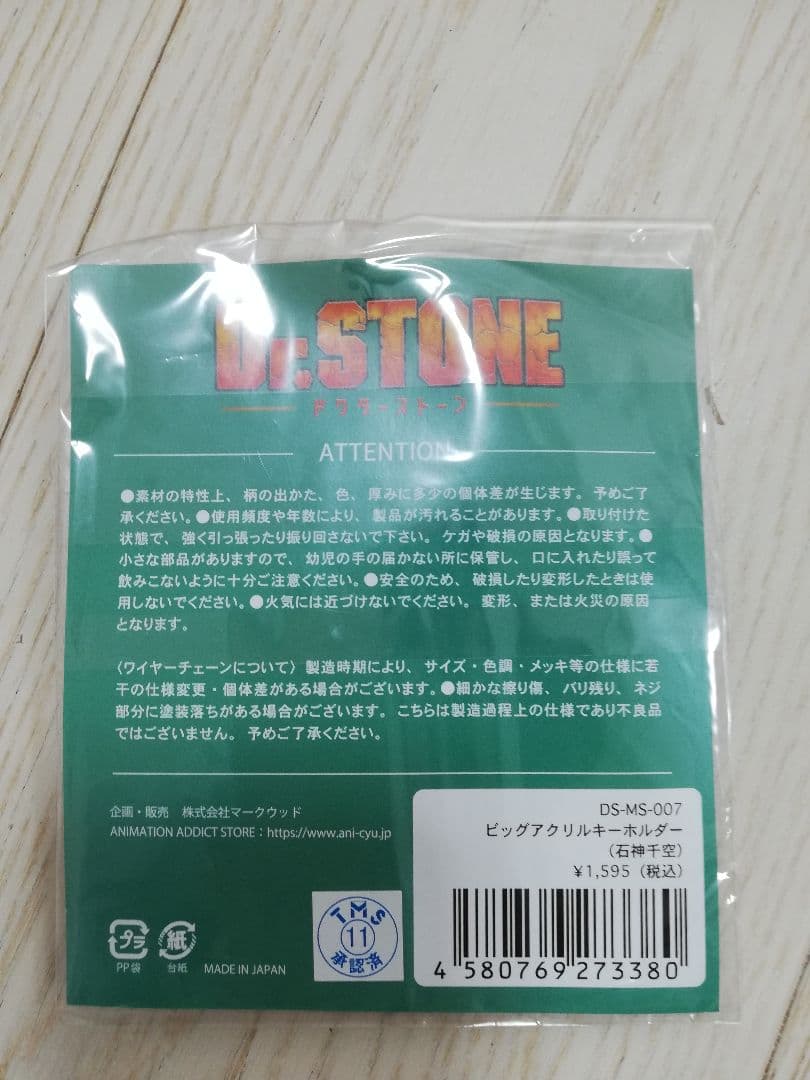 Dr.STONE
ドクターストーン
ATTENTION
●素材の特性上、柄の出かた、色、厚みに多少の個体差が生じます。予めご了
承ください。●使用頻度や年数により、製品が汚れることがあります。●取り付けた
状態で、強く引っ張ったり振り回さないで下さい。ケガや破損の原因となります。●
小さな部品がありますので、幼児の手の届かない所に保管し、口に入れたり誤って
飲みこないように十分ご注意ください。●安全のため、破損したり変形したときは使
用しないでください。●火気には近づけないでください。変形、または火災の原因
となります。
〈ワイヤーチェーンについて〉製造時期により、サイズ・色調・メッキ等の仕様に若
干の仕様変更・個体差がある場合がございます。●細かな擦り傷、バリ残り、ネジ
部分に塗装落ちがある場合がございます。こちらは製造過程上の仕様であり不良品
ではございません。予めご了承ください。
企画・販売 株式会社マークウッド
ANIMATION ADDICT STORE：https://www.ani-cyu.jp
DS-MS-007
ビッグアクリルキーホルダー
（石神千空）
¥1,595（税込）
4 580769 273380
プラ
PP袋
紙
台紙
MADE IN JAPAN
TMS
11
承認済